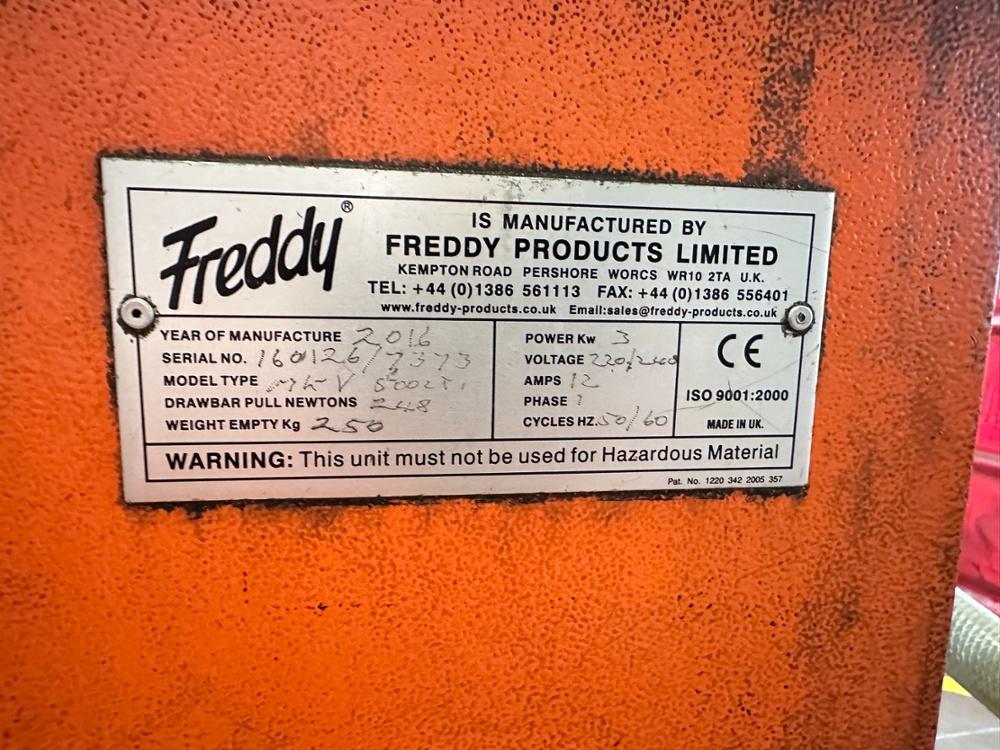 Freddy®
IS MANUFACTURED BY
FREDDY PRODUCTS LIMITED
KEMPTON ROAD PERSHORE WORCS WR10 2TA U.K.
TEL: +44 (0)1386 561113 FAX: +44 (0)1386 556401
www.freddy-products.co.uk Email:sales@freddy-products.co.uk
YEAR OF MANUFACTURE 2016
SERIAL NO. 160126/7373
MODEL TYPE
DRAWBAR PULL NEWTONS 248
WEIGHT EMPTY Kg 250
POWER Kw 3
VOLTAGE 220/240
AMPS 12
PHASE 1
CYCLES HZ. 50/60
CE
ISO 9001:2000
MADE IN UK.
WARNING: This unit must not be used for Hazardous Material
Pat. No. 1220 342 2005 357